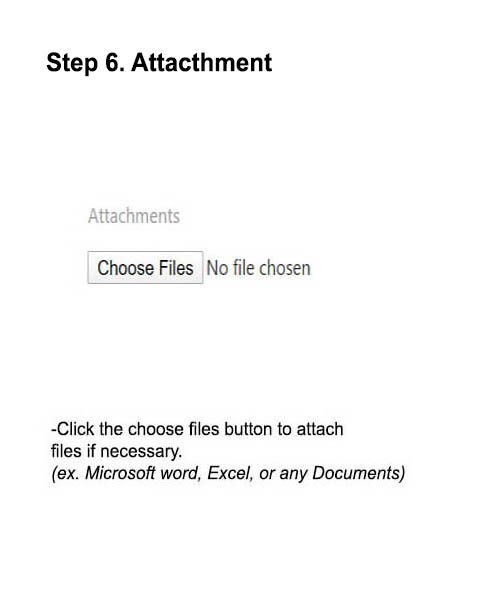 Step 6. Attacthment
Attachments
Choose Files No file chosen
-Click the choose files button to attach
files if necessary.
(ex. Microsoft word, Excel, or any Documents)